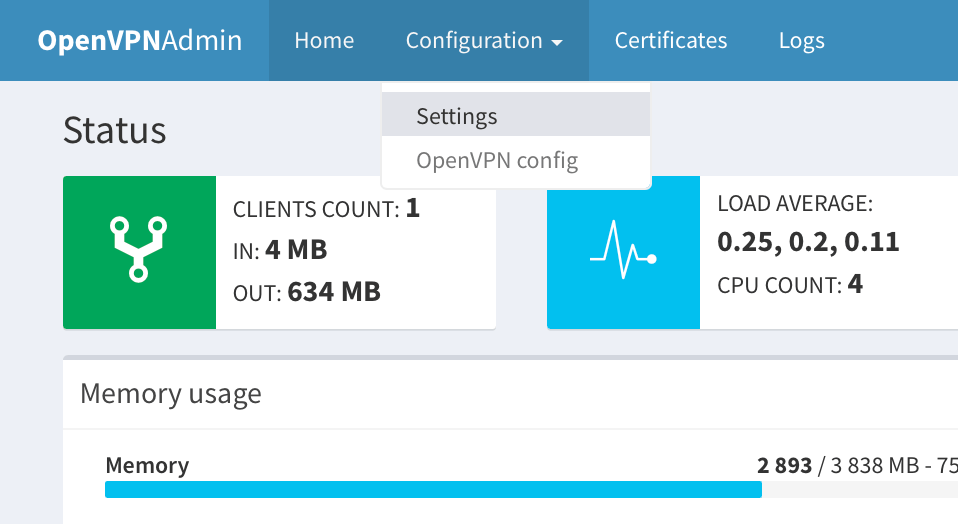 OpenVPNAdmin Home Configuration Certificates Logs
Settings
OpenVPN config
Status
CLIENTS COUNT: 1
IN: 4 MB
OUT: 634 MB
LOAD AVERAGE:
0.25, 0.2, 0.11
CPU COUNT: 4
Memory usage
Memory 2 893 / 3 838 MB - 75